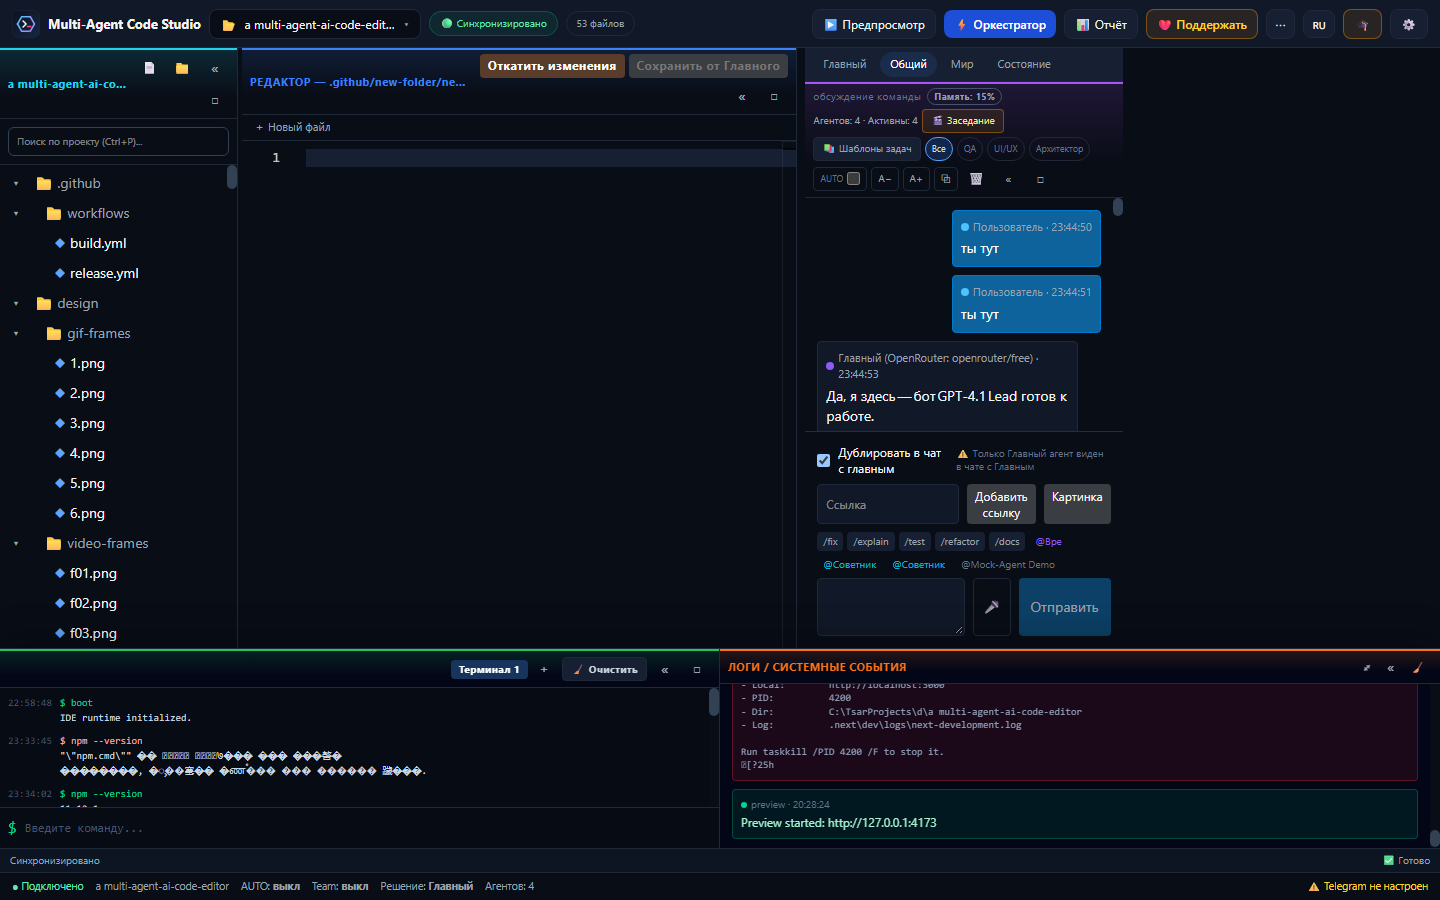 Multi-Agent Code Studio
a multi-agent-ai-code-edit...
Синхронизировано
53 файлов
Предпросмотр
Оркестратор
Отчёт
Поддержать
RU
a multi-agent-ai-co...
«
Поиск по проекту (Ctrl+P)...
.github
workflows
build.yml
release.yml
design
gif-frames
1.png
2.png
3.png
4.png
5.png
6.png
video-frames
f01.png
f02.png
f03.png
РЕДАКТОР — .github/new-folder/ne...
Откатить изменения
Сохранить от Главного
«
+ Новый файл
1
Главный
Общий
Мир
Состояние
обсуждение команды
Память: 15%
Агентов: 4 · Активны: 4
Заседание
Шаблоны задач
Все
QA
UI/UX
Архитектор
AUTO
A−
A+
«
Пользователь · 23:44:50
ты тут
Пользователь · 23:44:51
ты тут
Главный (OpenRouter: openrouter/free) ·
23:44:53
Да, я здесь — бот GPT-4.1 Lead готов к
работе.
Дублировать в чат
с главным
Только Главный агент виден
в чате с Главным
Ссылка
Добавить
ссылку
Картинка
/fix
/explain
/test
/refactor
/docs
@Вре
@Советник
@Советник
@Mock-Agent Demo
Отправить
Терминал 1
+
Очистить
«
22:58:48 $ boot
IDE runtime initialized.
23:33:45 $ npm --version
"\"npm.cmd\""
23:34:02 $ npm --version
$ Введите команду...
ЛОГИ / СИСТЕМНЫЕ СОБЫТИЯ
«
- Local: http://localhost:3000
- PID: 4200
- Dir: C:\TsarProjects\d\a multi-agent-ai-code-editor
- Log: .next\dev\logs\next-development.log
Run taskkill /PID 4200 /F to stop it.
[?25h
preview · 20:28:24
Preview started: http://127.0.0.1:4173
Синхронизировано
Готово
Подключено
a multi-agent-ai-code-editor
AUTO: выкл
Team: выкл
Решение: Главный
Агентов: 4
Telegram не настроен